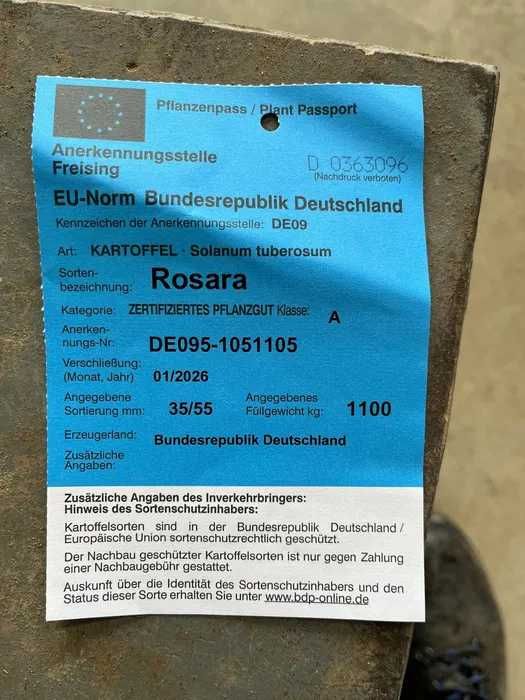 Pflanzenpass / Plant Passport
Anerkennungsstelle
Freising
D 0363096
(Nachdruck verboten)
EU-Norm Bundesrepublik Deutschland
Kennzeichen der Anerkennungsstelle: DE09
Art: KARTOFFEL - Solanum tuberosum
Sorten-
bezeichnung: Rosara
Kategorie: ZERTIFIZIERTES PFLANZGUT Klasse: A
Anerken-
nungs-Nr: DE095-1051105
Verschließung:
(Monat, Jahr) 01/2026
Angegebene
Sortierung mm: 35/55
Angegebenes
Füllgewicht kg: 1100
Erzeugerland: Bundesrepublik Deutschland
Zusätzliche
Angaben:
Zusätzliche Angaben des Inverkehrbringers:
Hinweis des Sortenschutzinhabers:
Kartoffelsorten sind in der Bundesrepublik Deutschland /
Europäische Union sortenschutzrechtlich geschützt.
Der Nachbau geschützter Kartoffelsorten ist nur gegen Zahlung
einer Nachbaugebühr gestattet.
Auskunft über die Identität des Sortenschutzinhabers und den
Status dieser Sorte erhalten Sie unter www.bdp-online.de